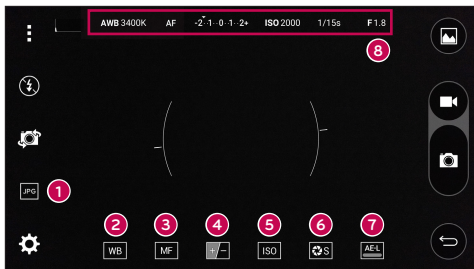 AWB 3400K AF -2··1··0··1··2+ ISO 2000 1/15s F 1.8
8
JPG 1
2 3 4 5 6 7
WB MF +/- ISO S AE-L